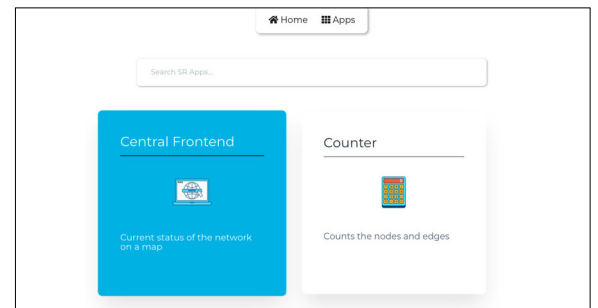 Home Apps
Search SR Apps...
Central Frontend
Counter
Current status of the network
on a map
Counts the nodes and edges